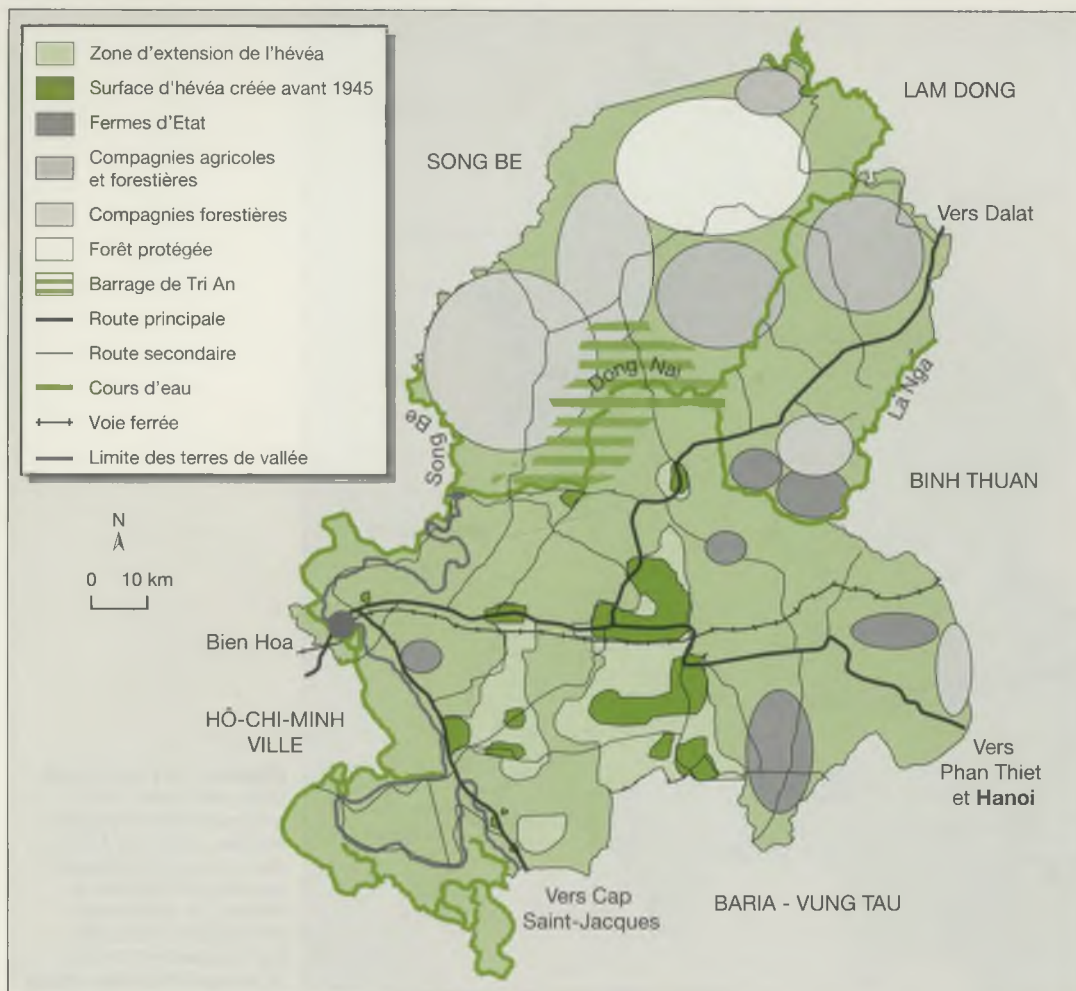 Zone d'extension de l'hévéa
Surface d'hévéa créée avant 1945
Fermes d'Etat
Compagnies agricoles
et forestières
Compagnies forestières
Forêt protégée
Barrage de Tri An
Route principale
Route secondaire
Cours d'eau
Voie ferrée
Limite des terres de vallée
N
0 10 km
LAM DONG
SONG BE
Vers Dalat
Dong Nai
La Nga
Song Be
BINH THUAN
Bien Hoa
HÔ-CHI-MINH
VILLE
Vers
Phan Thiet
et Hanoi
Vers Cap
Saint-Jacques
BARIA - VUNG TAU